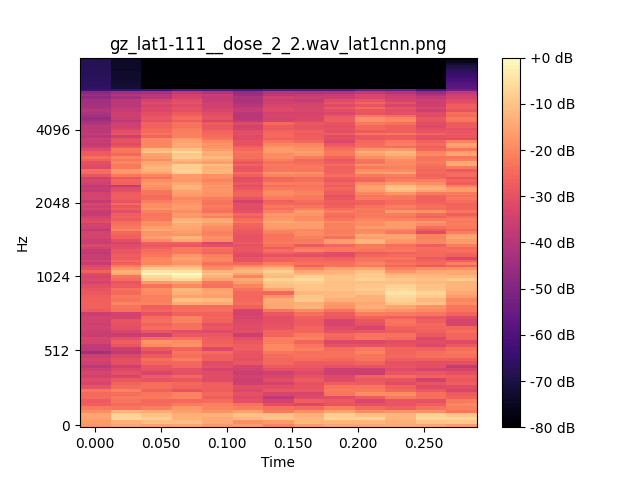 gz_lat1-111__dose_2_2.wav_lat1cnn.png
+0 dB
-10 dB
-20 dB
-30 dB
-40 dB
-50 dB
-60 dB
-70 dB
-80 dB
4096
2048
1024
512
0
Hz
0.000 0.050 0.100 0.150 0.200 0.250
Time